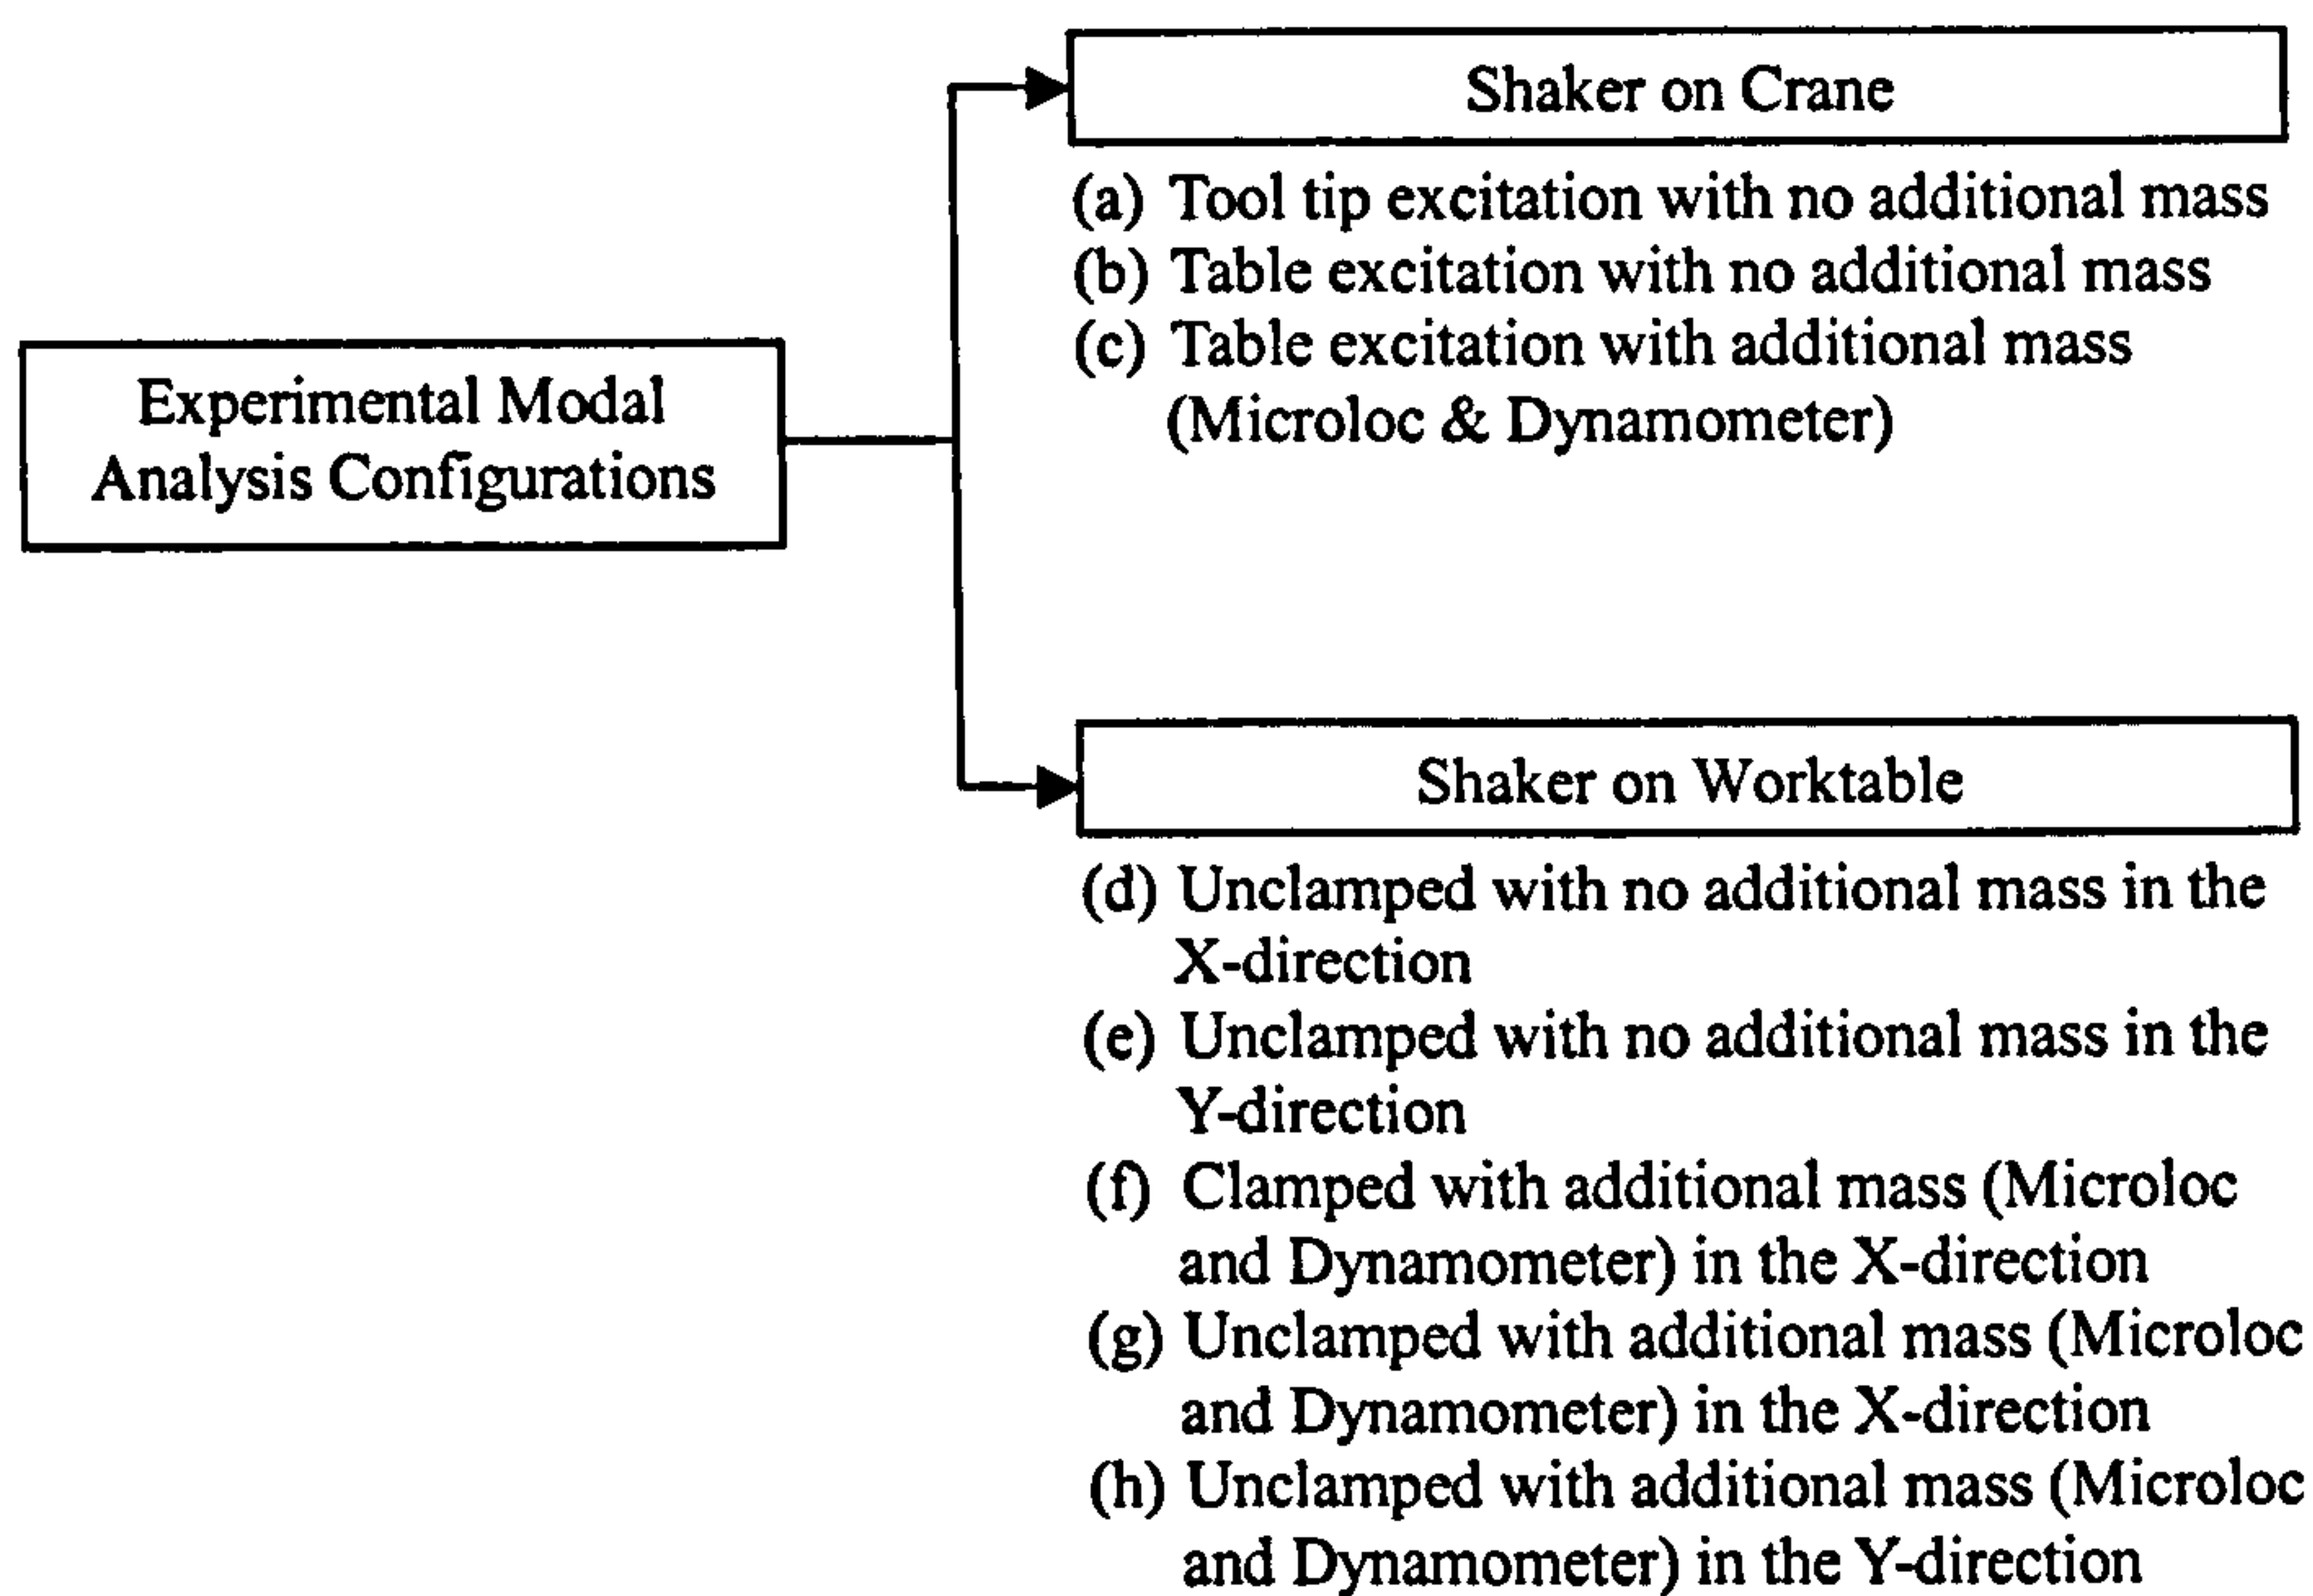 Experimental Modal
Analysis Configurations
Shaker on Crane
(a) Tool tip excitation with no additional mass
(b) Table excitation with no additional mass
(c) Table excitation with additional mass
(Microloc & Dynamometer)
Shaker on Worktable
(d) Unclamped with no additional mass in the
X-direction
(e) Unclamped with no additional mass in the
Y-direction
(f) Clamped with additional mass (Microloc
and Dynamometer) in the X-direction
(g) Unclamped with additional mass (Microloc
and Dynamometer) in the X-direction
(h) Unclamped with additional mass (Microloc
and Dynamometer) in the Y-direction